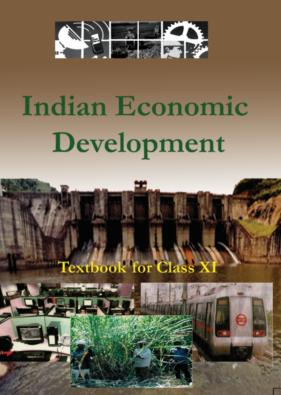 Indian Economic
Development
Textbook for Class XI